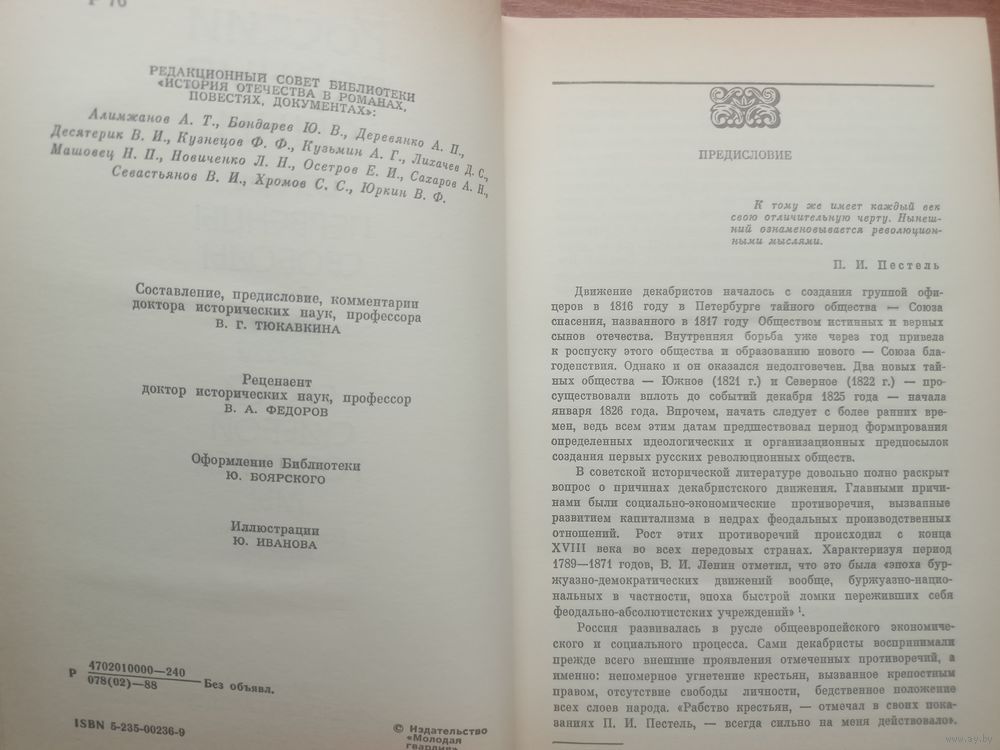 Р 76
РЕДАКЦИОННЫЙ СОВЕТ БИБЛИОТЕКИ
«ИСТОРИЯ ОТЕЧЕСТВА В РОМАНАХ,
ПОВЕСТЯХ, ДОКУМЕНТАХ»:
Алимжанов А. Т., Бондарев Ю. В., Деревянко А. П.,
Десятерик В. И., Кузнецов Ф. Ф., Кузьмин А. Г., Лихачев Д. С.,
Машовец Н. П., Новиченко Л. Н., Осетров Е. И., Сахаров А. Н.,
Севастьянов В. И., Хромов С. С., Юркин В. Ф.
Составление, предисловие, комментарии
доктора исторических наук, профессора
В. Г. ТЮКАВКИНА
Рецензент
доктор исторических наук, профессор
В. А. ФЕДОРОВ
Оформление Библиотеки
Ю. БОЯРСКОГО
Иллюстрации
Ю. ИВАНОВА
Р 4702010000—240
078(02)—88 Без объявл.
ISBN 5-235-00236-9
© Издательство
«Молодая
гвардия»
ПРЕДИСЛОВИЕ
К тому же имеет каждый век
свою отличительную черту. Нынеш-
ний ознаменовывается революцион-
ными мыслями.
П. И. Пестель
Движение декабристов началось с создания группой офи-
церов в 1816 году в Петербурге тайного общества — Союза
спасения, названного в 1817 году Обществом истинных и верных
сынов отечества. Внутренняя борьба уже через год привела
к роспуску этого общества и образованию нового — Союза бла-
годенствия. Однако и он оказался недолговечен. Два новых тай-
ных общества — Южное (1821 г.) и Северное (1822 г.) — про-
существовали вплоть до событий декабря 1825 года — начала
января 1826 года. Впрочем, начать следует с более ранних вре-
мен, ведь всем этим датам предшествовал период формирования
определенных идеологических и организационных предпосылок
создания первых русских революционных обществ.
В советской исторической литературе довольно полно раскрыт
вопрос о причинах декабристского движения. Главными причи-
нами были социально-экономические противоречия, вызванные
развитием капитализма в недрах феодальных производственных
отношений. Рост этих противоречий происходил с конца
XVIII века во всех передовых странах. Характеризуя период
1789—1871 годов, В. И. Ленин отметил, что это была «эпоха бур-
жуазно-демократических движений вообще, буржуазно-нацио-
нальных в частности, эпоха быстрой ломки переживших себя
феодально-абсолютистских учреждений» ¹.
Россия развивалась в русле общеевропейского экономиче-
ского и социального процесса. Сами декабристы воспринимали
прежде всего внешние проявления отмеченных противоречий, а
именно: непомерное угнетение крестьян, вызванное крепостным
правом, отсутствие свободы личности, бедственное положение
всех слоев народа. «Рабство крестьян, — отмечал в своих пока-
заниях П. И. Пестель, — всегда сильно на меня действовало».
www.ay.by